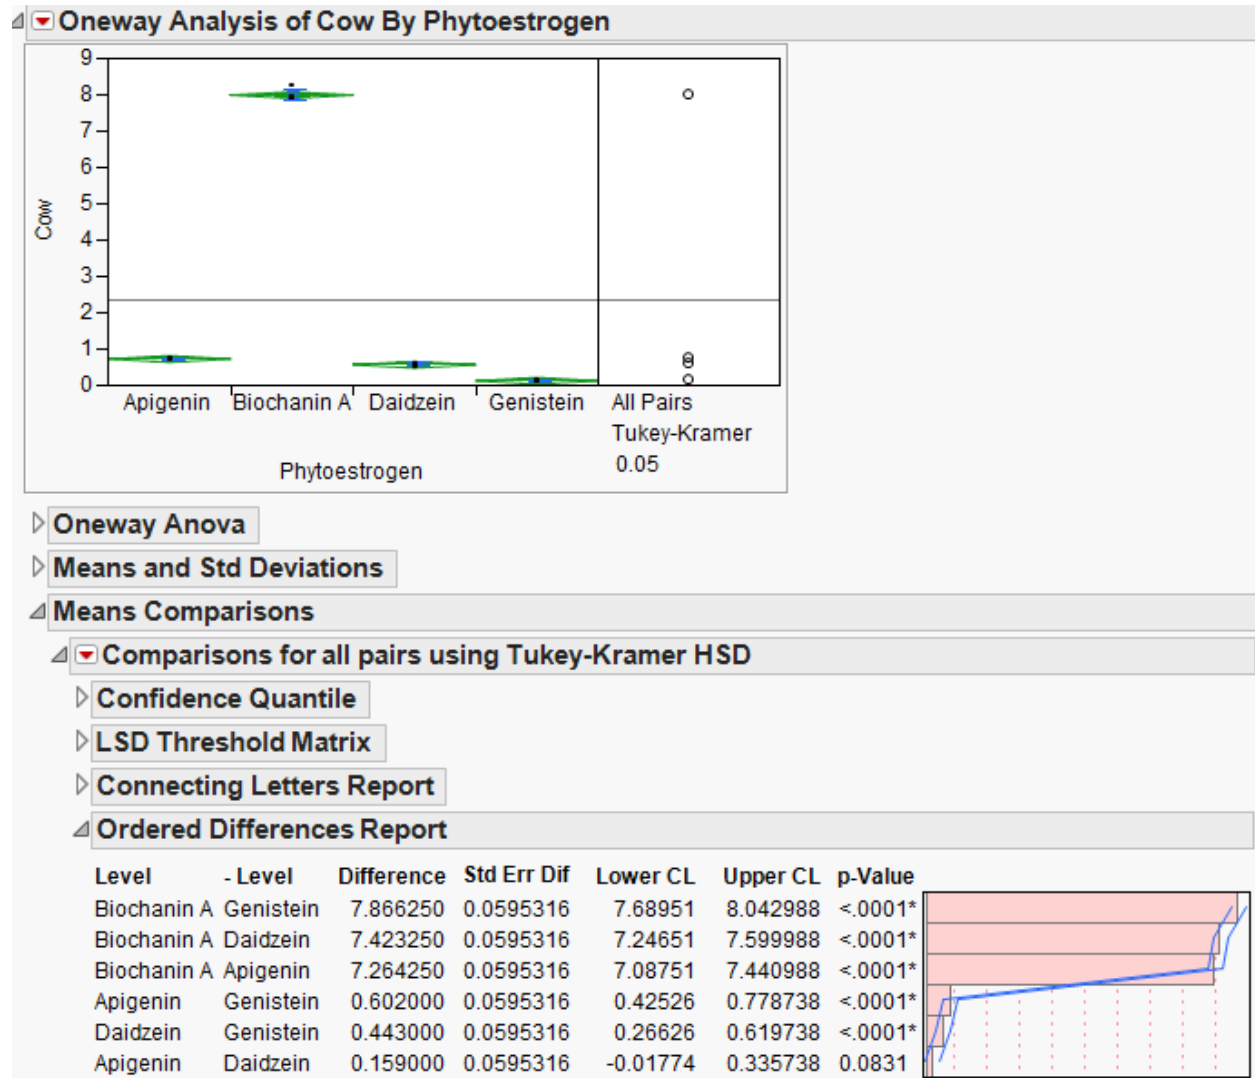 Oneway Analysis of Cow By Phytoestrogen
9
8
7
6
5
4
3
2
1
0
Cow
Apigenin Biochanin A Daidzein Genistein All Pairs
Tukey-Kramer
0.05
Phytoestrogen
Oneway Anova
Means and Std Deviations
Means Comparisons
Comparisons for all pairs using Tukey-Kramer HSD
Confidence Quantile
LSD Threshold Matrix
Connecting Letters Report
Ordered Differences Report
Level - Level Difference Std Err Dif Lower CL Upper CL p-Value
Biochanin A Genistein 7.866250 0.0595316 7.68951 8.042988 <.0001*
Biochanin A Daidzein 7.423250 0.0595316 7.24651 7.599988 <.0001*
Biochanin A Apigenin 7.264250 0.0595316 7.08751 7.440988 <.0001*
Apigenin Genistein 0.602000 0.0595316 0.42526 0.778738 <.0001*
Daidzein Genistein 0.443000 0.0595316 0.26626 0.619738 <.0001*
Apigenin Daidzein 0.159000 0.0595316 -0.01774 0.335738 0.0831